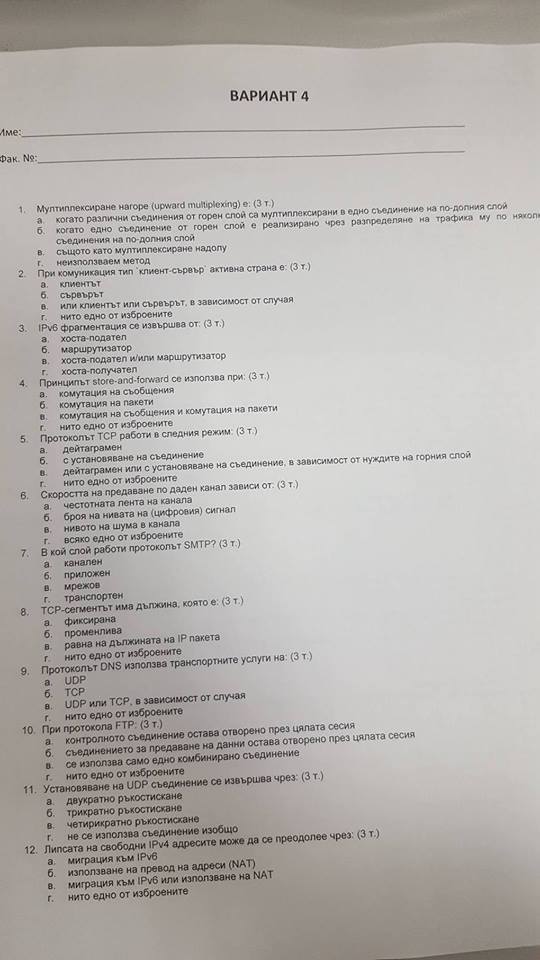 ВАРИАНТ 4
Име:
Фак. №:
1. Мултиплексиране нагоре (upward multiplexing) е: (3 т.)
а. когато различни съединения от горен слой са мултиплексирани в едно съединение на по-долния слой
б. когато едно съединение от горен слой е реализирано чрез разпределяне на трафика му по няколк
съединения на по-долния слой
в. същото като мултиплексиране надолу
г. неизползваем метод
2. При комуникация тип `клиент-сървър` активна страна е: (3 т.)
а. клиентът
б. сървърът
в. или клиентът или сървърът, в зависимост от случая
г. нито едно от изброените
3. IPv6 фрагментация се извършва от: (3 т.)
а. хоста-подател
б. маршрутизатор
в. хоста-подател и/или маршрутизатор
г. хоста-получател
4. Принципът store-and-forward се използва при: (3 т.)
а. комутация на съобщения
б. комутация на пакети
в. комутация на съобщения и комутация на пакети
г. нито едно от изброените
5. Протоколът TCP работи в следния режим: (3 т.)
а. дейтаграмен
б. с установяване на съединение
в. дейтаграмен или с установяване на съединение, в зависимост от нуждите на горния слой
г. нито едно от изброените
6. Скоростта на предаване по даден канал зависи от: (3 т.)
а. честотната лента на канала
б. броя на нивата на (цифровия) сигнал
в. нивото на шума в канала
г. всяко едно от изброените
7. В кой слой работи протоколът SMTP? (3 т.)
а. канален
б. приложен
в. мрежов
г. транспортен
8. TCP-сегментът има дължина, която е: (3 т.)
а. фиксирана
б. променлива
в. равна на дължината на IP пакета
г. нито едно от изброените
9. Протоколът DNS използва транспортните услуги на: (3 т.)
а. UDP
б. TCP
в. UDP или TCP, в зависимост от случая
г. нито едно от изброените
10. При протокола FTP: (3 т.)
а. контролното съединение остава отворено през цялата сесия
б. съединението за предаване на данни остава отворено през цялата сесия
в. се използва само едно комбинирано съединение
г. нито едно от изброените
11. Установяване на UDP съединение се извършва чрез: (3 т.)
а. двукратно ръкостискане
б. трикратно ръкостискане
в. четирикратно ръкостискане
г. не се използва съединение изобщо
12. Липсата на свободни IPv4 адресите може да се преодолее чрез: (3 т.)
а. миграция към IPv6
б. използване на превод на адреси (NAT)
в. миграция към IPv6 или използване на NAT
г. нито едно от изброените